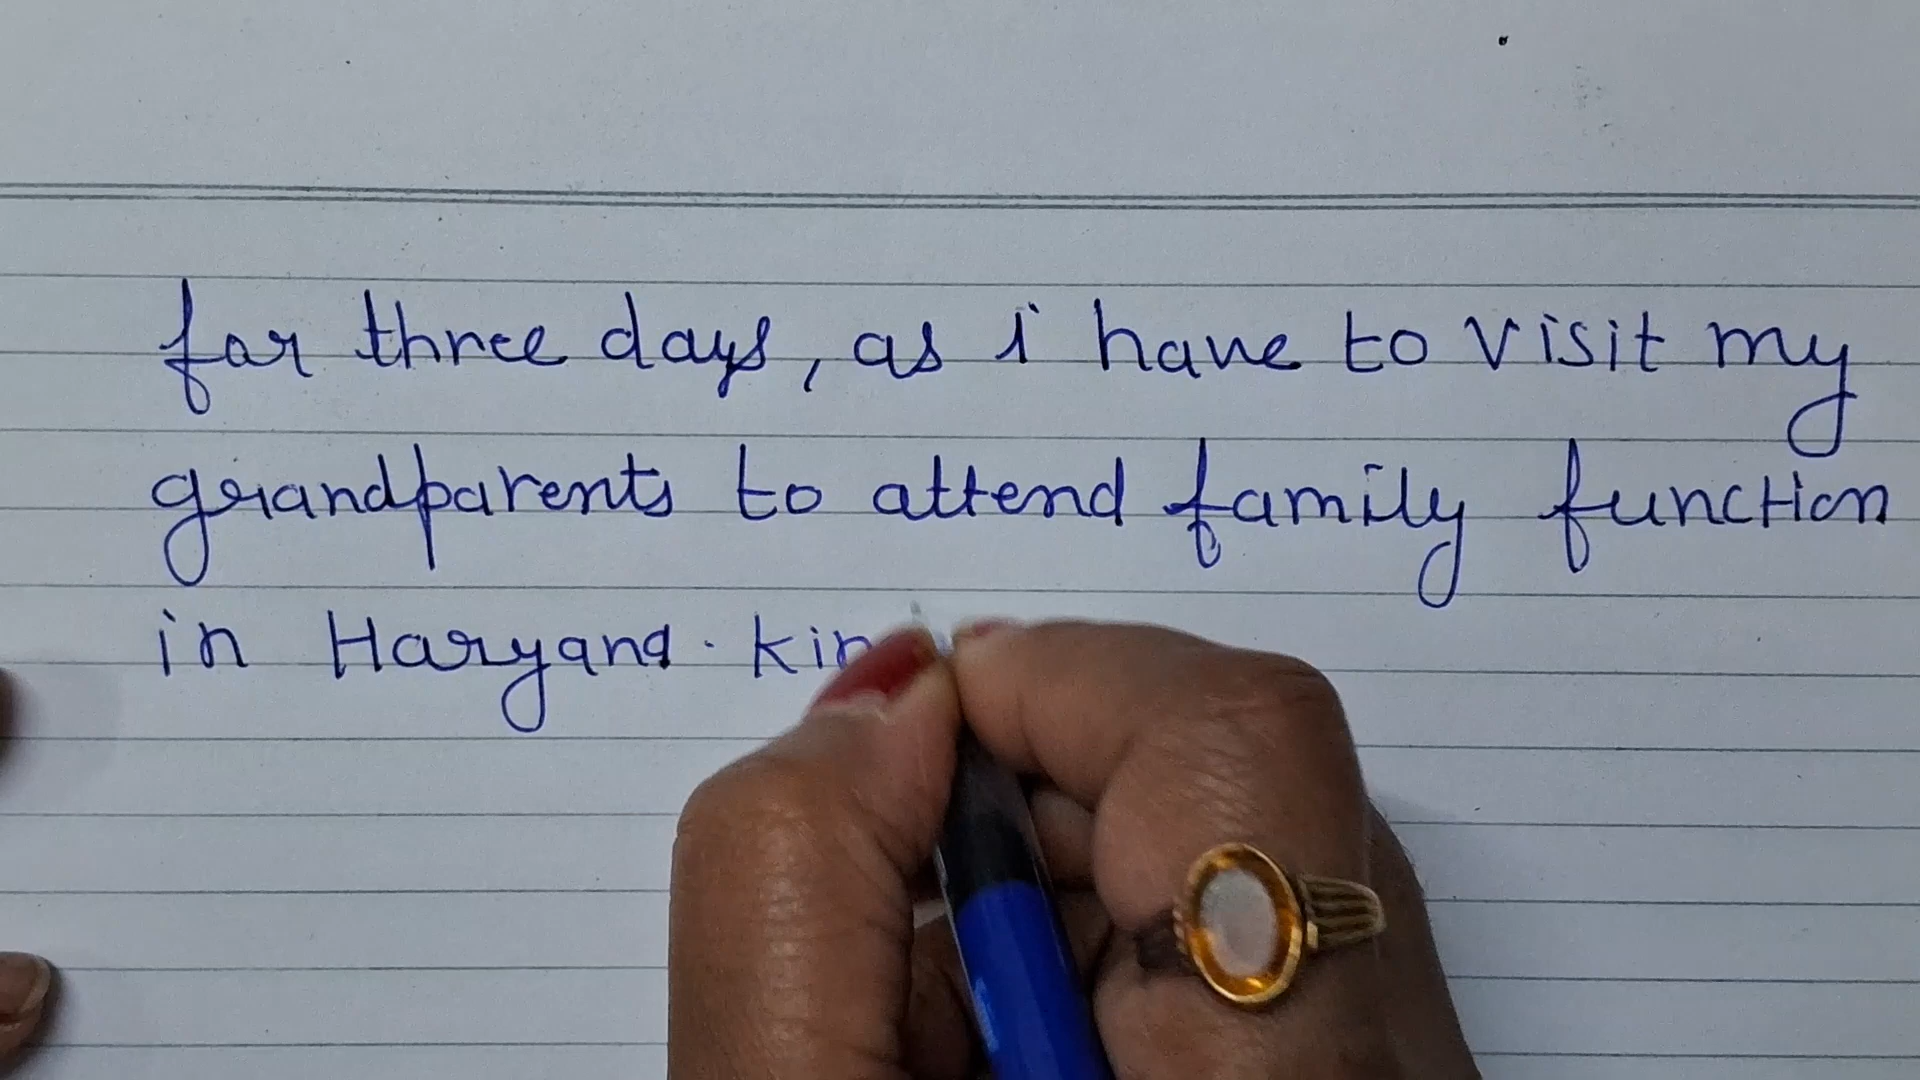 for three days, as i have to visit my
grandparents to attend family function
in Haryana. Kin